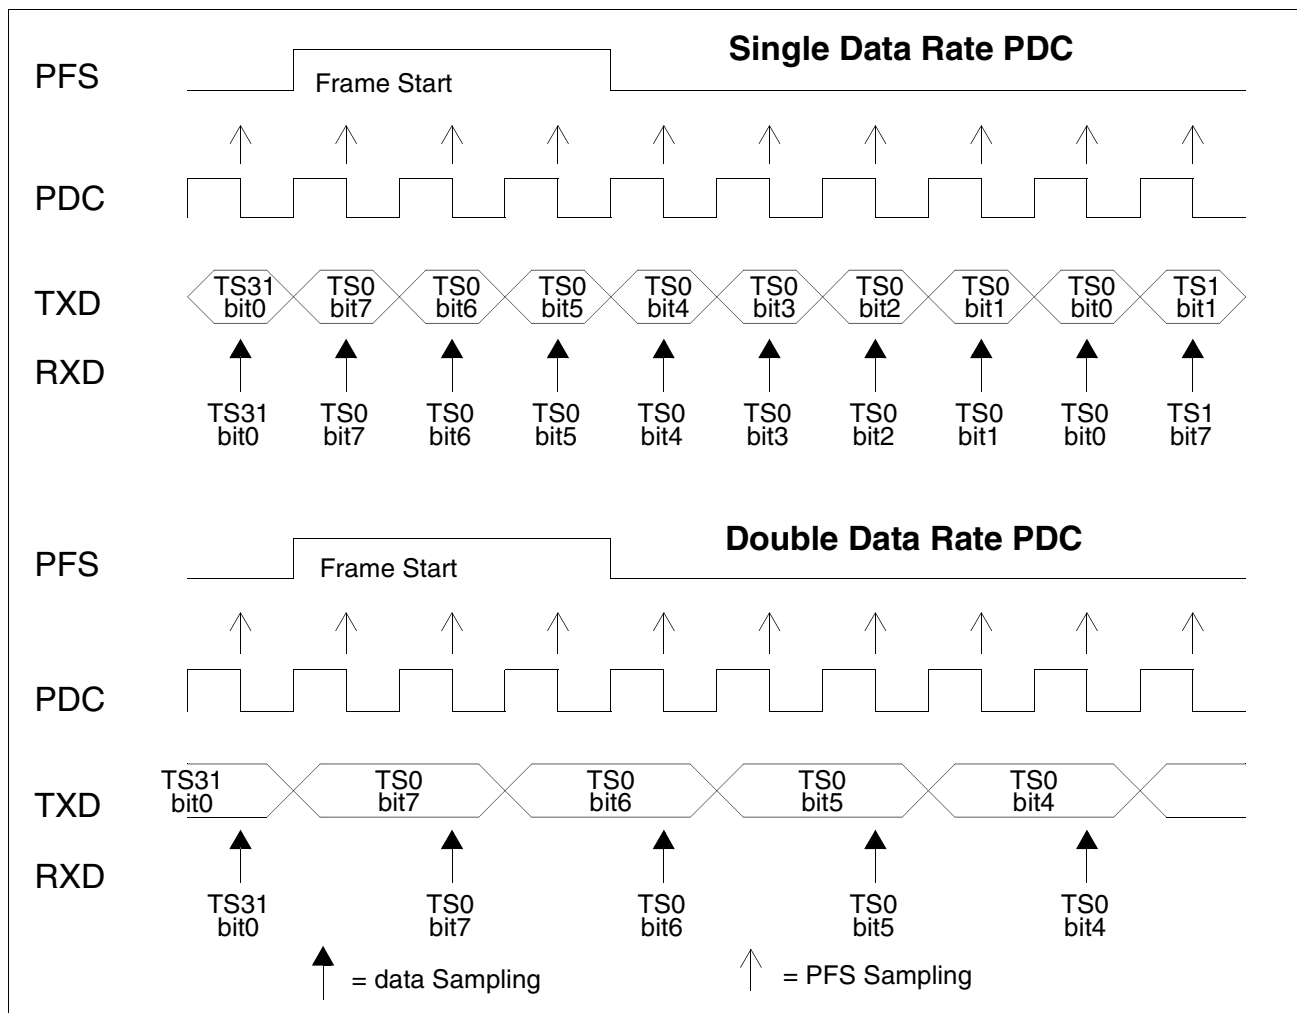 Single Data Rate PDC
PFS
Frame Start
PDC
TXD
TS31 TS0 TS0 TS0 TS0 TS0 TS0 TS0 TS0 TS1
bit0 bit7 bit6 bit5 bit4 bit3 bit2 bit1 bit0 bit1
RXD
TS31 TS0 TS0 TS0 TS0 TS0 TS0 TS0 TS0 TS1
bit0 bit7 bit6 bit5 bit4 bit3 bit2 bit1 bit0 bit7
Double Data Rate PDC
PFS
Frame Start
PDC
TXD
TS31 TS0 TS0 TS0 TS0
bit0 bit7 bit6 bit5 bit4
RXD
TS31 TS0 TS0 TS0 TS0
bit0 bit7 bit6 bit5 bit4
= data Sampling = PFS Sampling